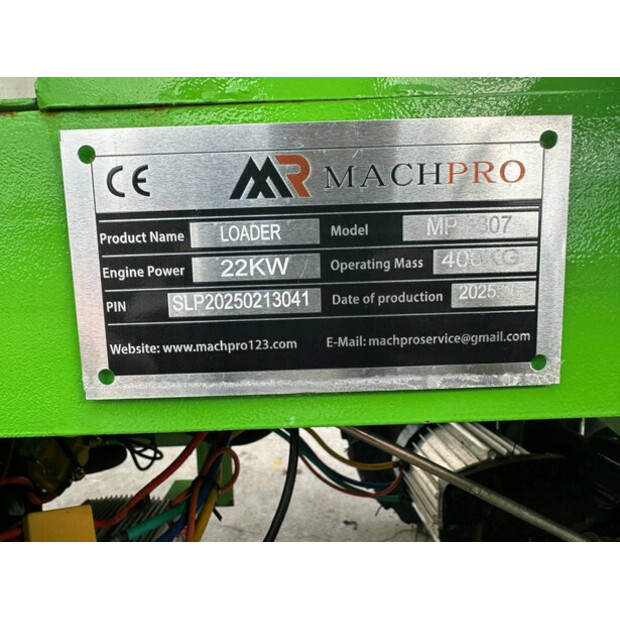 CE MR MACHPRO
Product Name LOADER Model
Engine Power 22KW Operating Mass
PIN SLP20250213041 Date of production
Website: www.machpro123.com E-Mail: machproservice@gmail.com